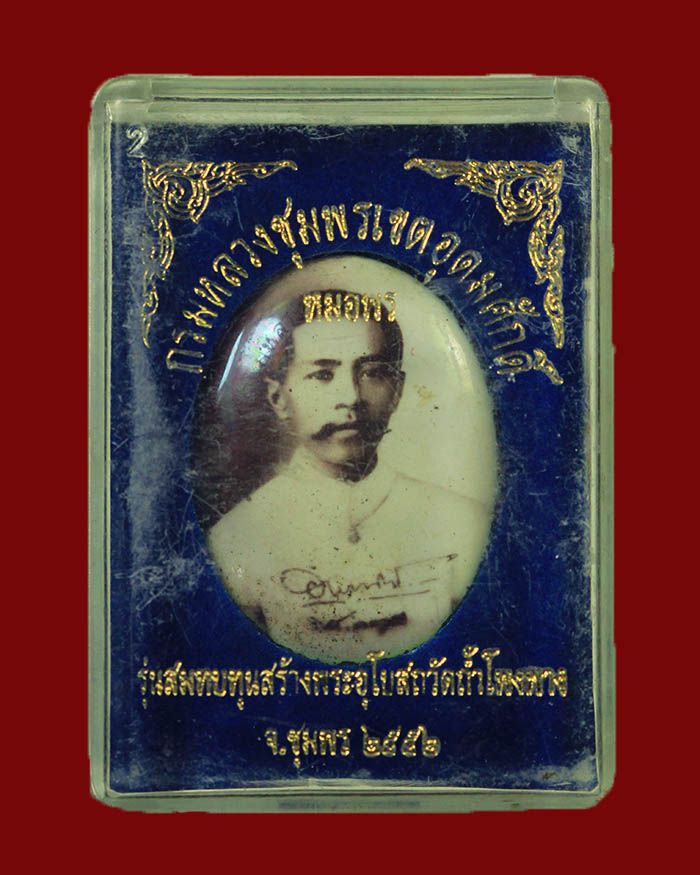 2
กรมหลวงชุมพรเขตอุดมศักดิ์
หมอพร
รุ่นสมทบทุนสร้างพระอุโบสถวัดถ้ำโพงพาง
จ.ชุมพร ๒๕๕๒